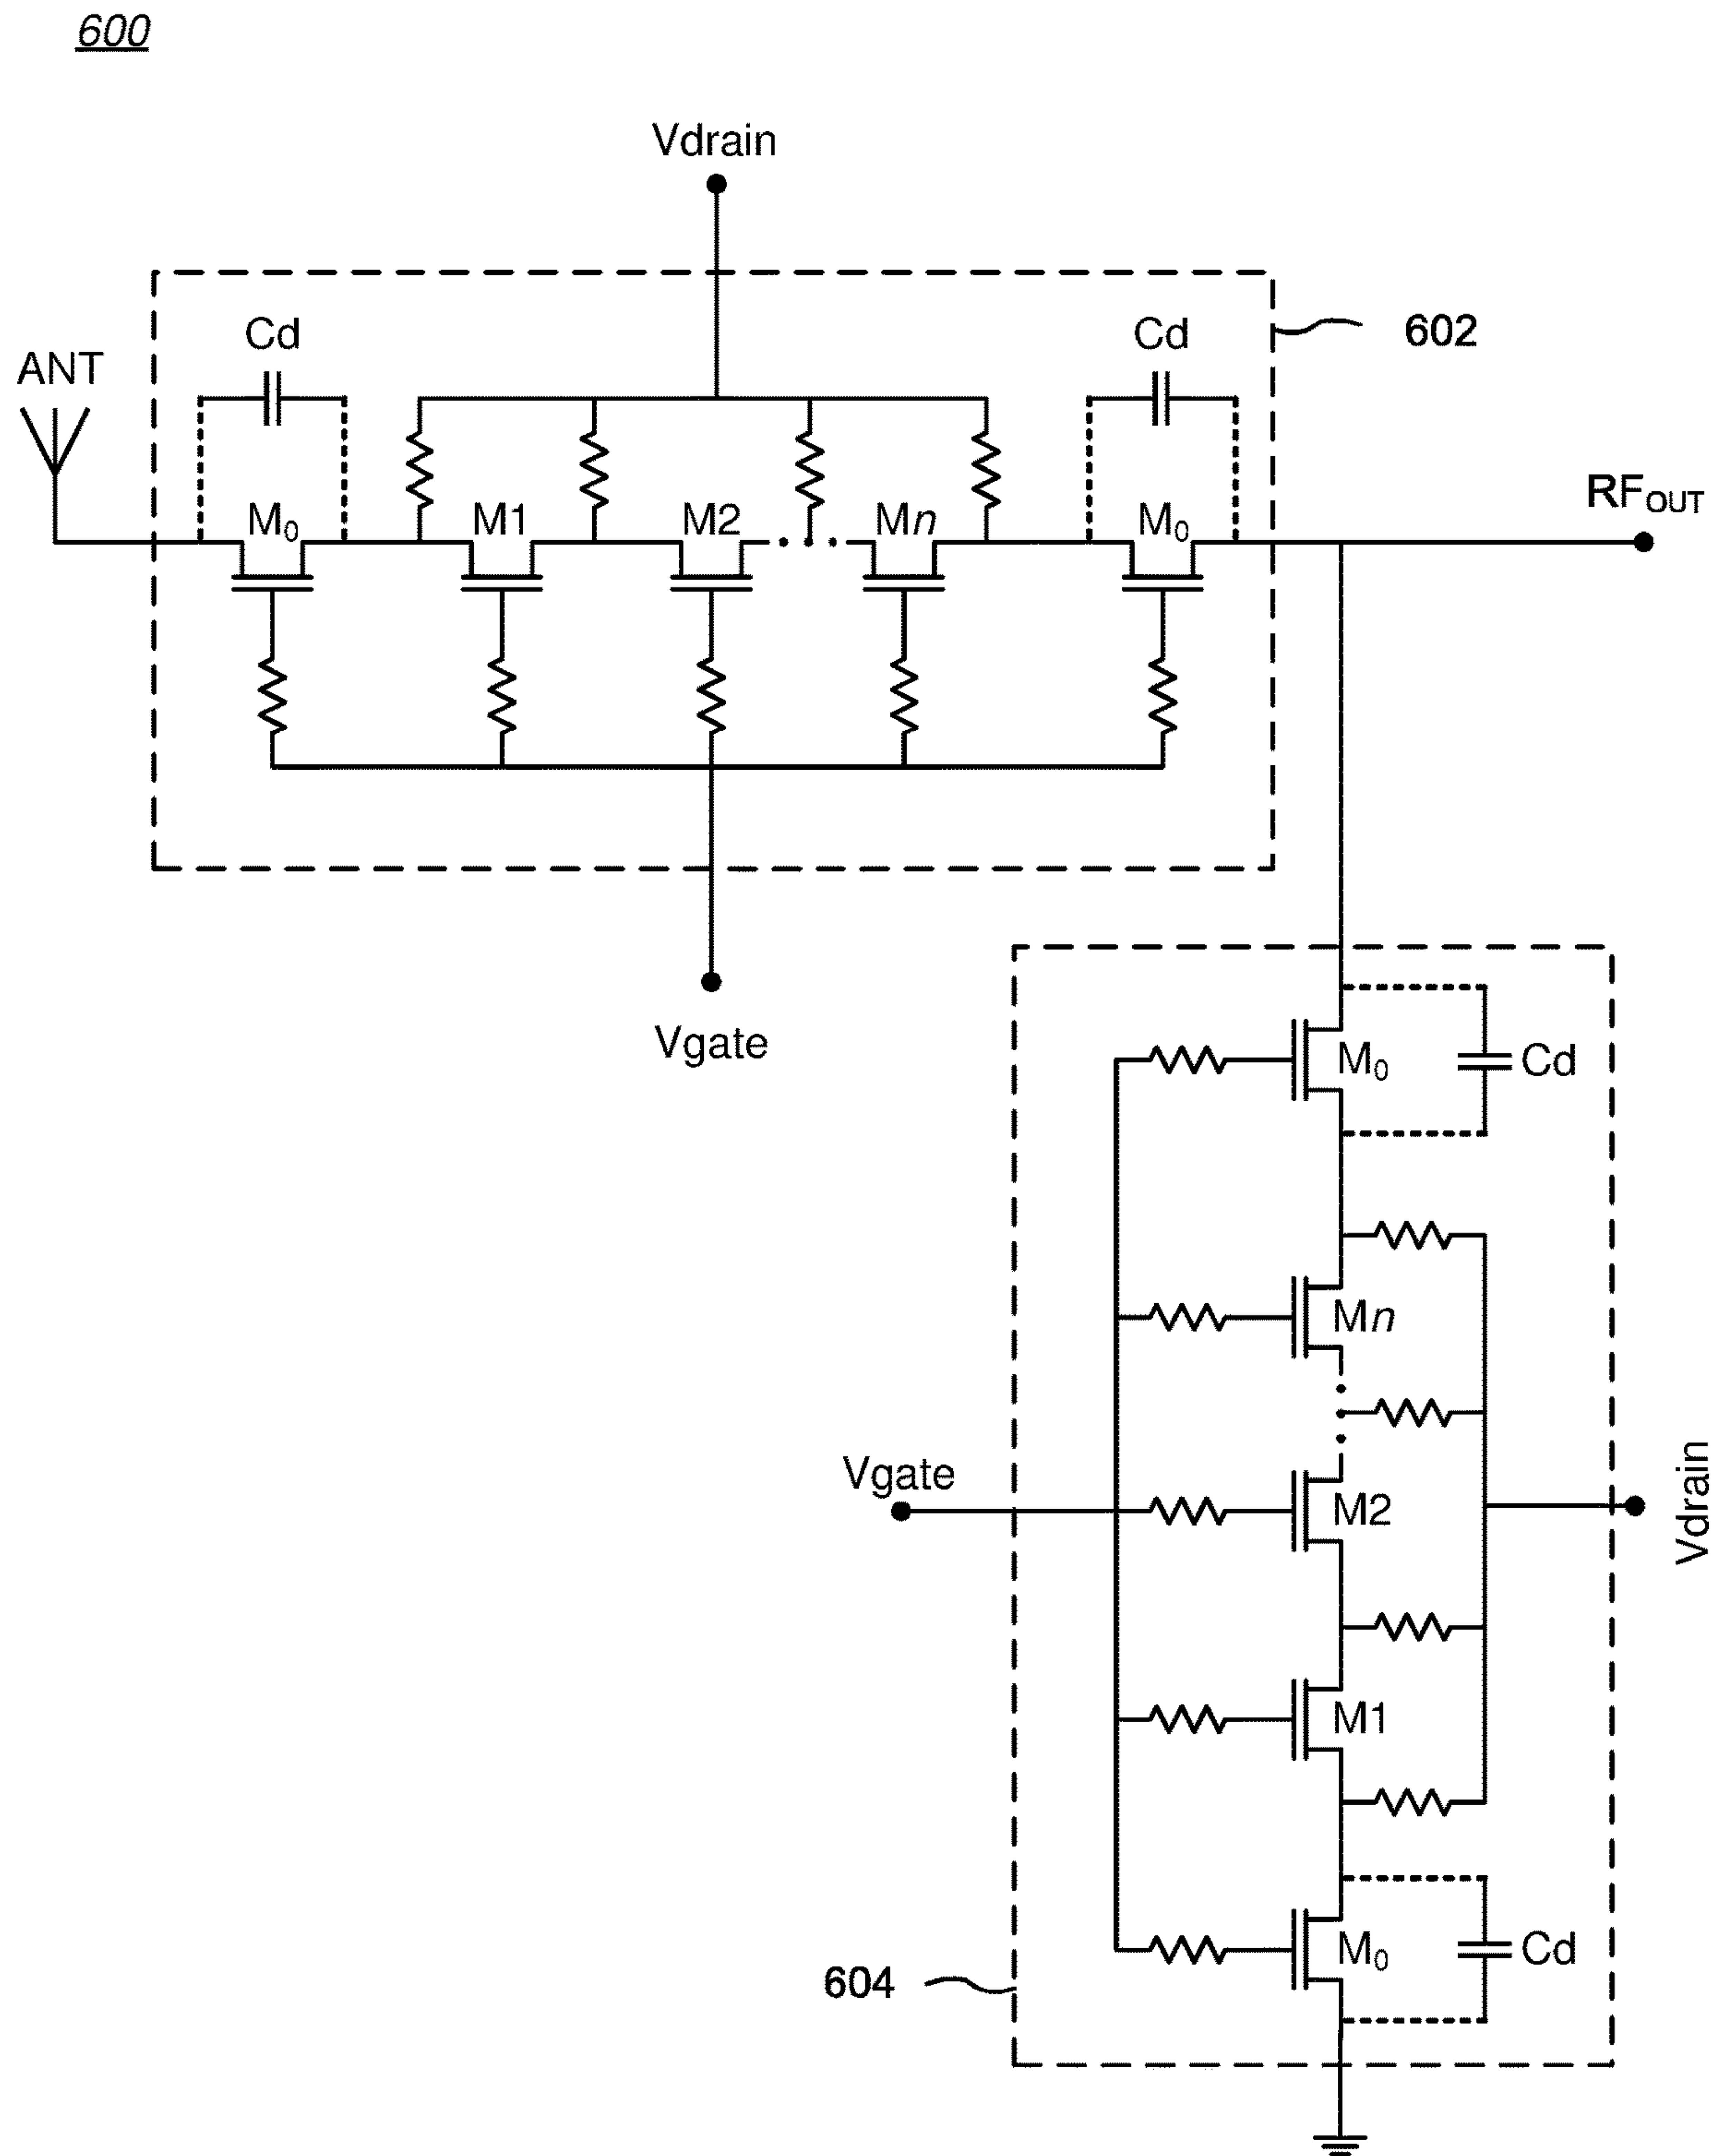 600
Vdrain
Cd
Cd
602
ANT
M₀
M1
M2
Mn
M₀
RFOUT
Vgate
M₀
Cd
Mn
Vgate
M2
Vdrain
M1
M₀
Cd
604